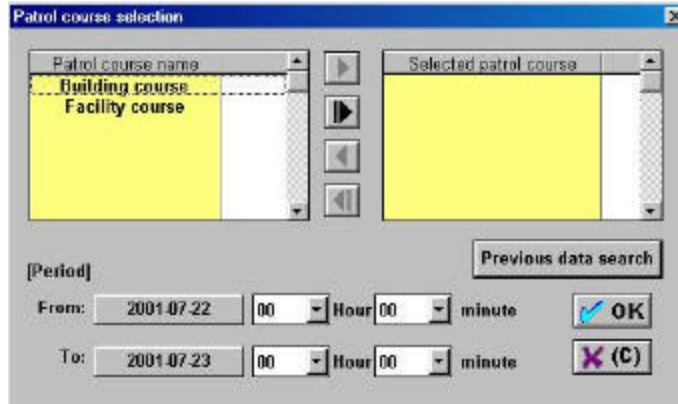 Patrol course selection
Patrol course name
Selected patrol course
Building course
Facility course
Previous data search
[Period]
From: 2001-07-22 00 Hour 00 minute
OK
To: 2001-07-23 00 Hour 00 minute
(C)